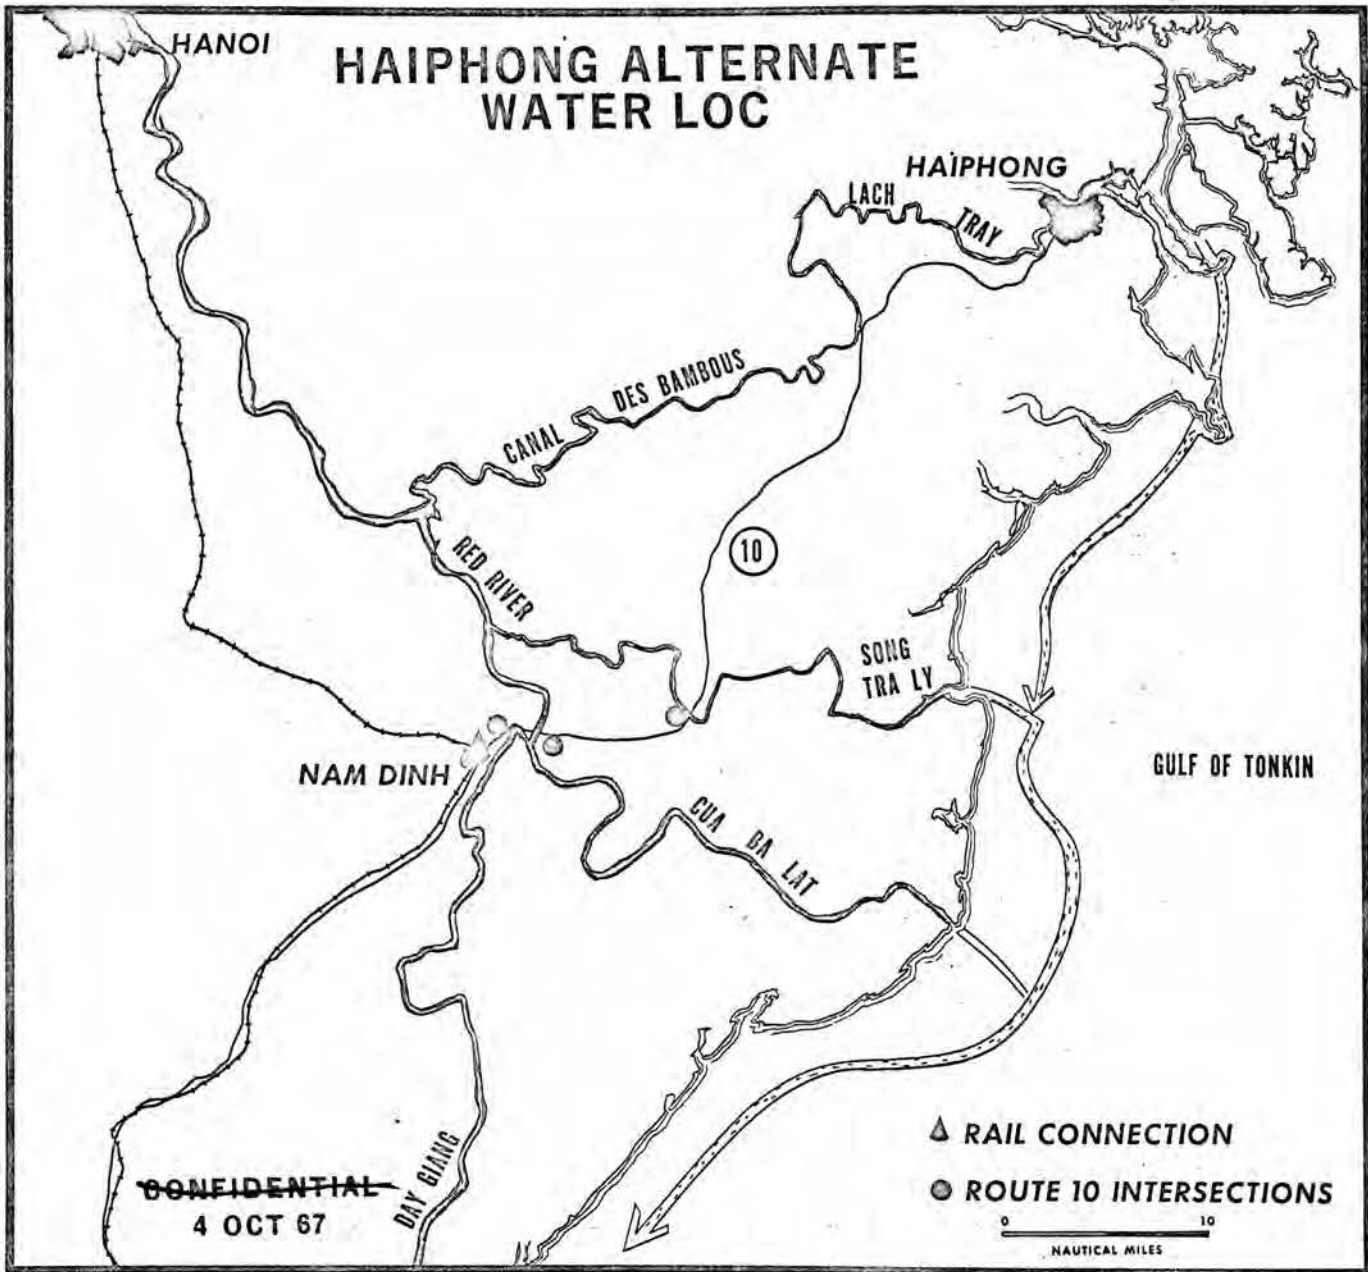 HANOI
HAIPHONG ALTERNATE
WATER LOC
HAIPHONG
LACH
TRAY
CANAL DES BAMBOUS
10
RED RIVER
SONG
TRA LY
GULF OF TONKIN
NAM DINH
CUA BA LAT
DAY GIANG
RAIL CONNECTION
ROUTE 10 INTERSECTIONS
0 10
NAUTICAL MILES
CONFIDENTIAL
4 OCT 67